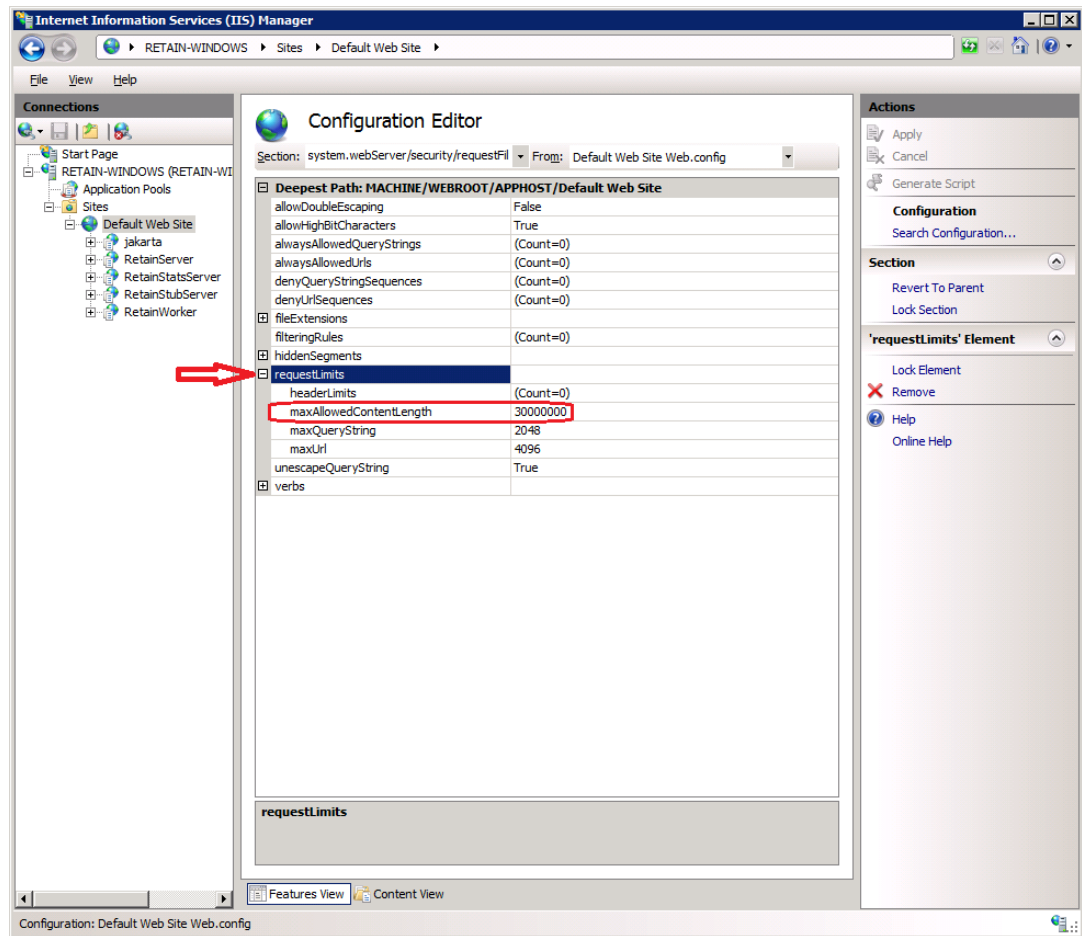 Internet Information Services (IIS) Manager
RETAIN-WINDOWS Sites Default Web Site
File View Help
Connections
Start Page
RETAIN-WINDOWS (RETAIN-WI
Application Pools
Sites
Default Web Site
jakarta
RetainServer
RetainStatsServer
RetainStubServer
RetainWorker
Configuration Editor
Section: system.webServer/security/requestFil From: Default Web Site Web.config
Deepest Path: MACHINE/WEBROOT/APPHOST/Default Web Site
allowDoubleEscaping False
allowHighBitCharacters True
alwaysAllowedQueryStrings (Count=0)
alwaysAllowedUrls (Count=0)
denyQueryStringSequences (Count=0)
denyUrlSequences (Count=0)
fileExtensions
filteringRules (Count=0)
hiddenSegments
requestLimits
headerLimits (Count=0)
maxAllowedContentLength 30000000
maxQueryString 2048
maxUrl 4096
unescapeQueryString True
verbs
requestLimits
Features View Content View
Actions
Apply
Cancel
Generate Script
Configuration
Search Configuration...
Section
Revert To Parent
Lock Section
'requestLimits' Element
Lock Element
Remove
Help
Online Help
Configuration: Default Web Site Web.config